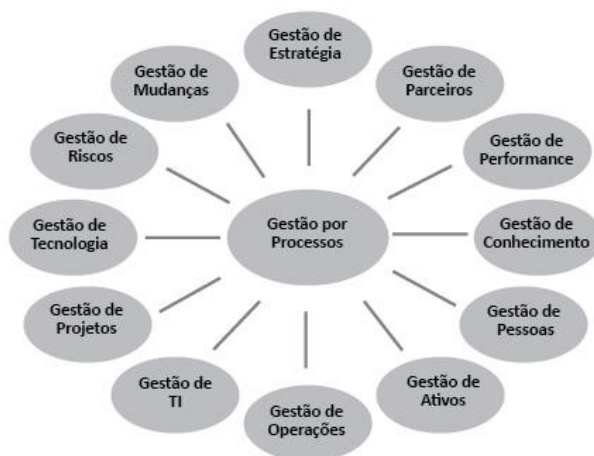 Gestão de
Estratégia
Gestão de
Parceiros
Gestão de
Performance
Gestão de
Conhecimento
Gestão de
Pessoas
Gestão de
Ativos
Gestão de
Operações
Gestão de
TI
Gestão de
Projetos
Gestão de
Tecnologia
Gestão de
Riscos
Gestão de
Mudanças
Gestão por
Processos